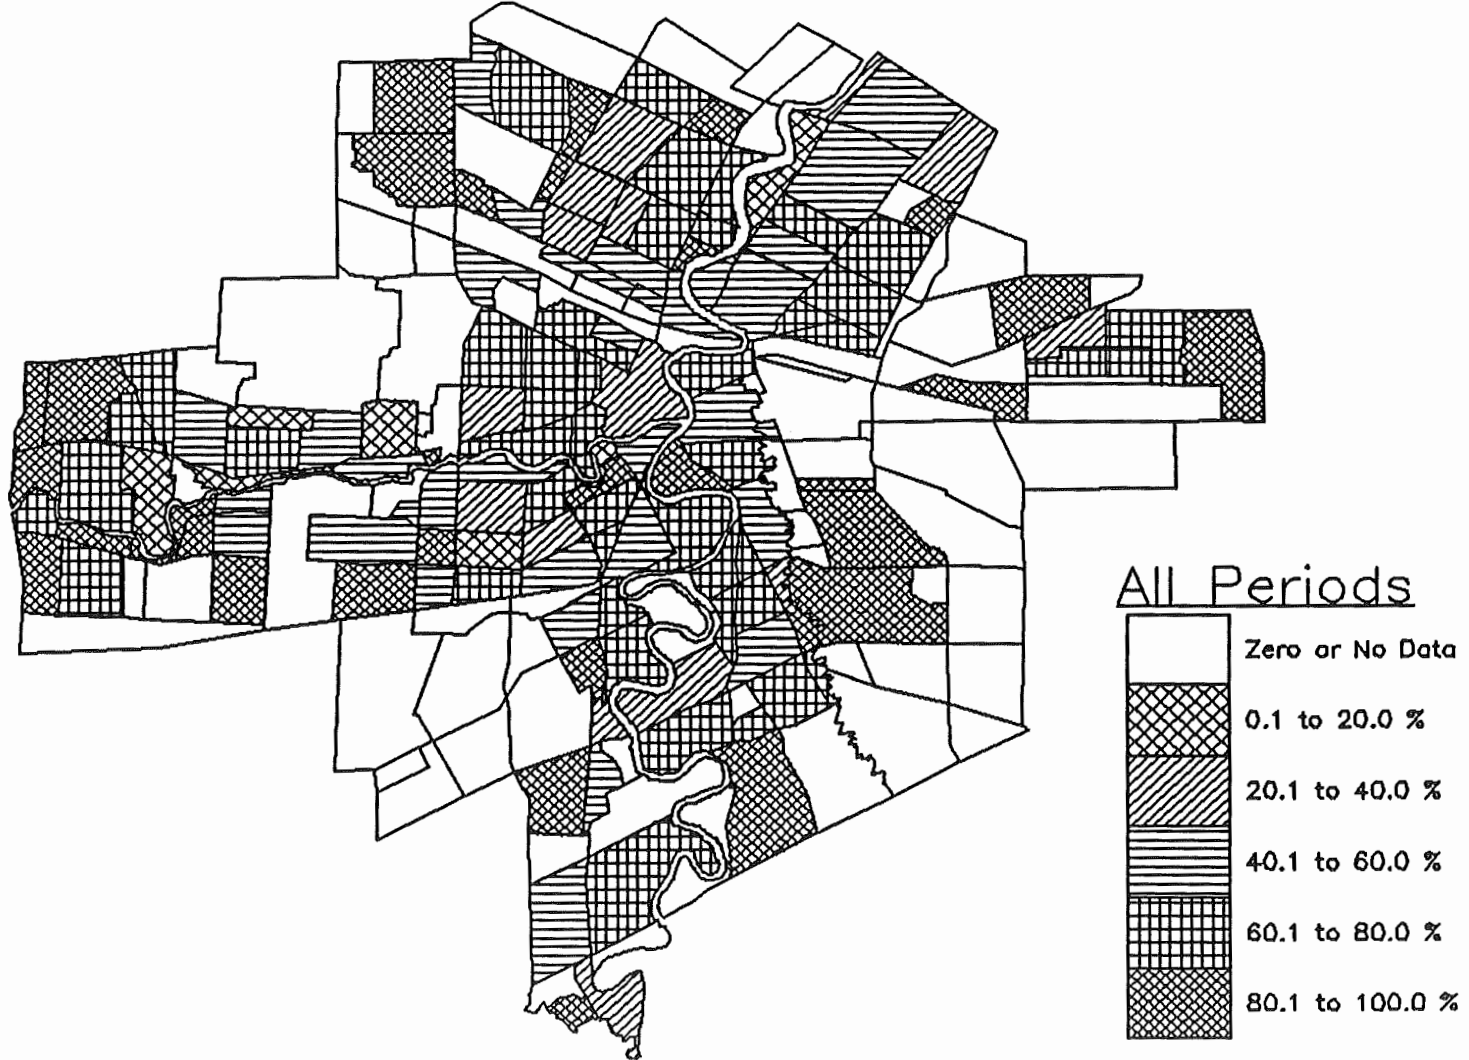 All Periods
Zero or No Data
0.1 to 20.0 %
20.1 to 40.0 %
40.1 to 60.0 %
60.1 to 80.0 %
80.1 to 100.0 %